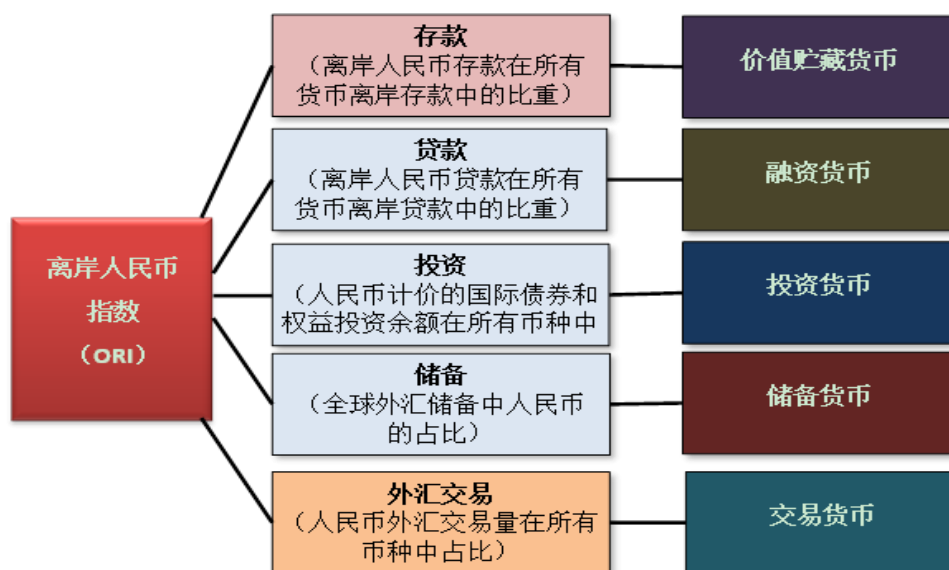 离岸人民币
指数
（ORI）
存款
（离岸人民币存款在所有
货币离岸存款中的比重）
价值贮藏货币
贷款
（离岸人民币贷款在所有
货币离岸贷款中的比重）
融资货币
投资
（人民币计价的国际债券和
权益投资余额在所有币种中
投资货币
储备
（全球外汇储备中人民币
的占比）
储备货币
外汇交易
（人民币外汇交易量在所有
币种中占比）
交易货币